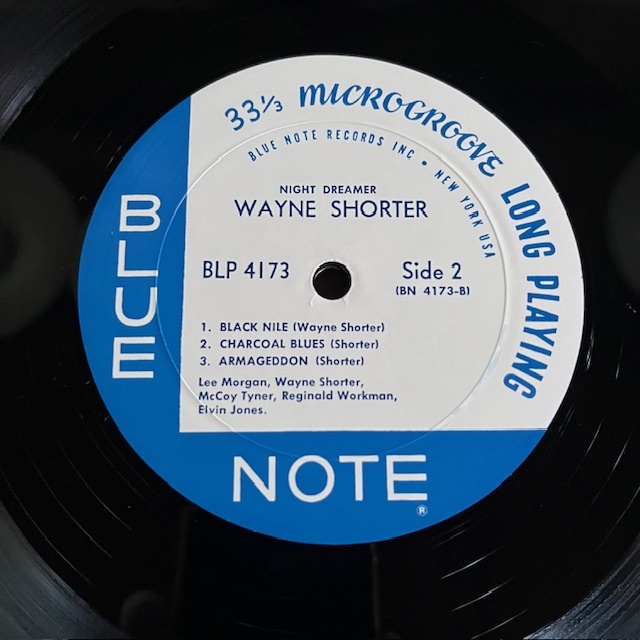 33⅓ MICROGROOVE LONG PLAYING
BLUE NOTE RECORDS INC • NEW YORK USA
NIGHT DREAMER
WAYNE SHORTER
BLP 4173
Side 2
(BN 4173-B)
1. BLACK NILE (Wayne Shorter)
2. CHARCOAL BLUES (Shorter)
3. ARMAGEDDON (Shorter)
Lee Morgan, Wayne Shorter,
McCoy Tyner, Reginald Workman,
Elvin Jones.
BLUE
NOTE
®